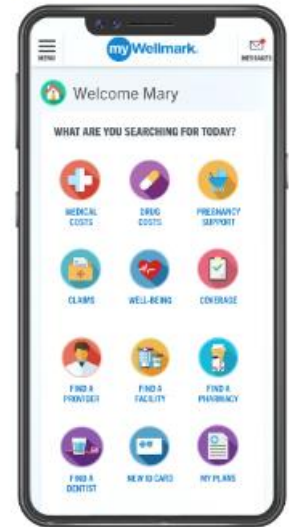 myWellmark.
MENU
MESSAGES
Welcome Mary
WHAT ARE YOU SEARCHING FOR TODAY?
MEDICAL COSTS
DRUG COSTS
PREGNANCY SUPPORT
CLAIMS
WELL-BEING
COVERAGE
FIND A PROVIDER
FIND A FACILITY
FIND A PHARMACY
FIND A DENTIST
NEW ID CARD
MY PLANS